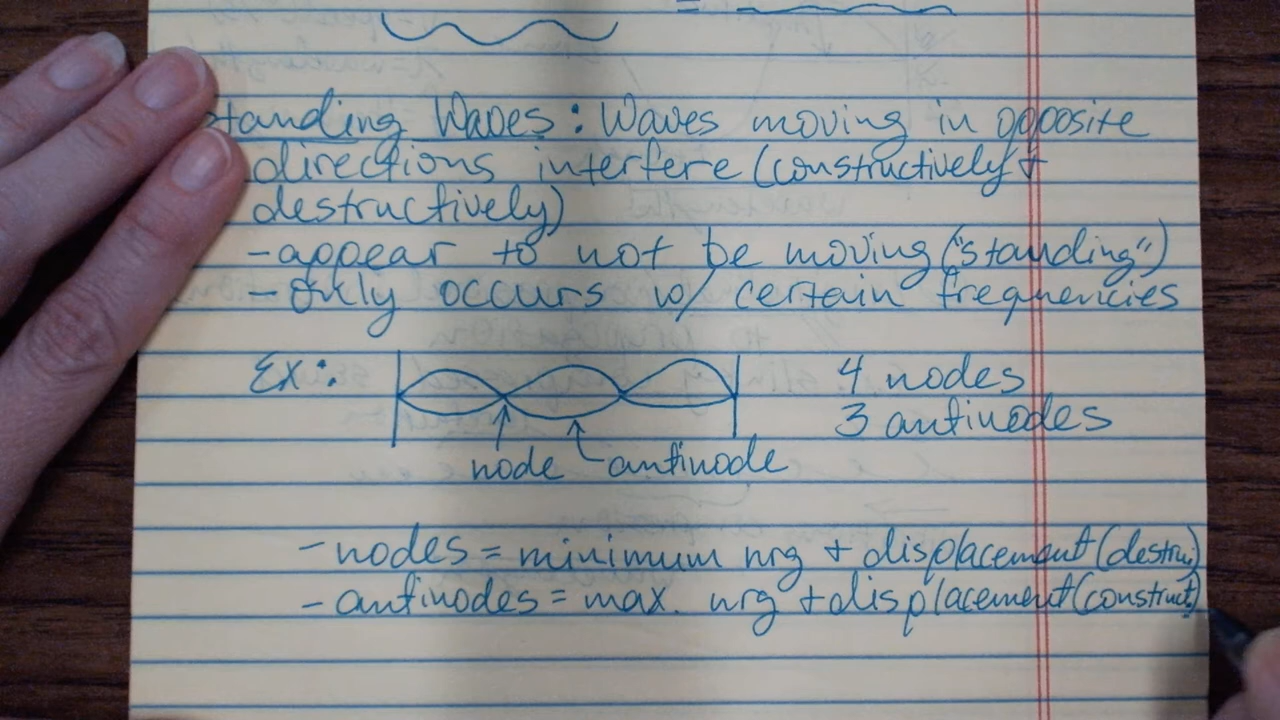 =
tanding Waves: Waves moving in opposite
directions interfere (constructively +
destructively)
- appear to not be moving ("standing")
- only occurs w/ certain frequencies
Ex: 4 nodes
3 antinodes
node antinode
- nodes = minimum nrg + displacement (destru)
- antinodes = max. nrg + displacement (construct)